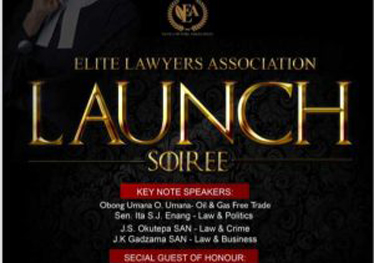 ELA
ELITE LAWYERS ASSOCIATION
LAUNCH
SOIREE
KEY NOTE SPEAKERS:
Obong Umana O. Umana- Oil & Gas Free Trade
Sen. Ita S.J. Enang - Law & Politics
J.S. Okutepa SAN - Law & Crime
J.K Gadzama SAN - Law & Business
SECIAL GUEST OF HONOUR: